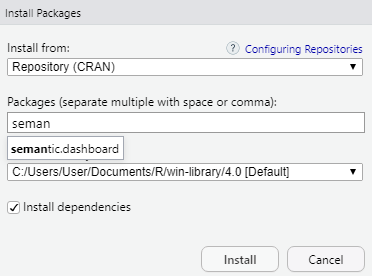 Install Packages
Install from:
? Configuring Repositories
Repository (CRAN)
Packages (separate multiple with space or comma):
seman
semantic.dashboard
C:/Users/User/Documents/R/win-library/4.0 [Default]
Install dependencies
Install
Cancel